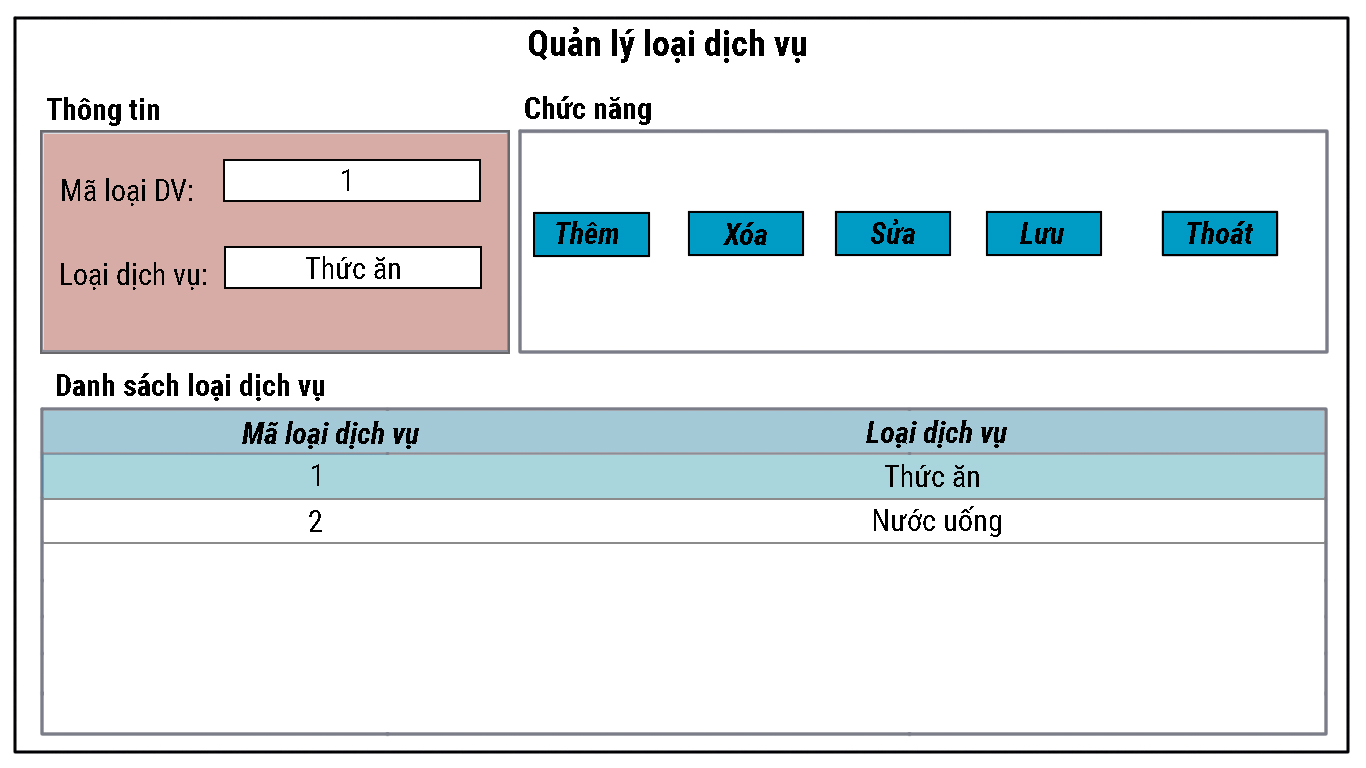 Quản lý loại dịch vụ
Thông tin
Mã loại DV:
1
Loại dịch vụ:
Thức ăn
Chức năng
Thêm
Xóa
Sửa
Lưu
Thoát
Danh sách loại dịch vụ
Mã loại dịch vụ
Loại dịch vụ
1
Thức ăn
2
Nước uống